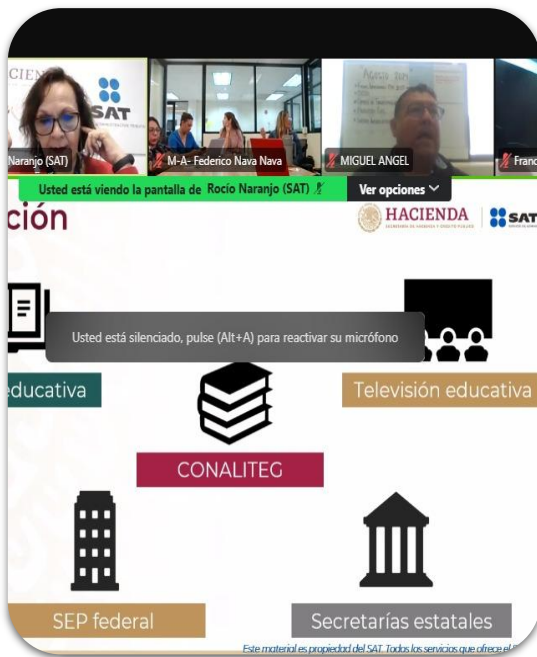 SAT
Naranjo (SAT)
M-A- Federico Nava Nava
MIGUEL ANGEL
Franc
Usted está viendo la pantalla de Rocío Naranjo (SAT)
Ver opciones
ción
HACIENDA
SAT
Usted está silenciado, pulse (Alt+A) para reactivar su micrófono
educativa
Televisión educativa
CONALITEG
SEP federal
Secretarías estatales
Este material es propiedad del SAT. Todos los servicios que ofrece el